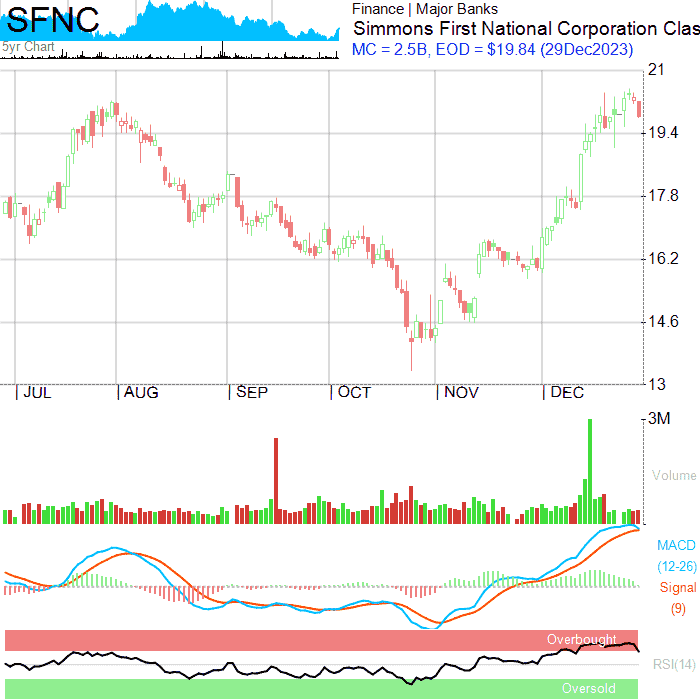 SFNC
5yr Chart
Finance | Major Banks
Simmons First National Corporation Clas
MC = 2.5B, EOD = $19.84 (29Dec2023)
21
19.4
17.8
16.2
14.6
13
|JUL |AUG |SEP |OCT |NOV |DEC
3M
Volume
MACD
(12-26)
Signal
(9)
Overbought
RSI(14)
Oversold